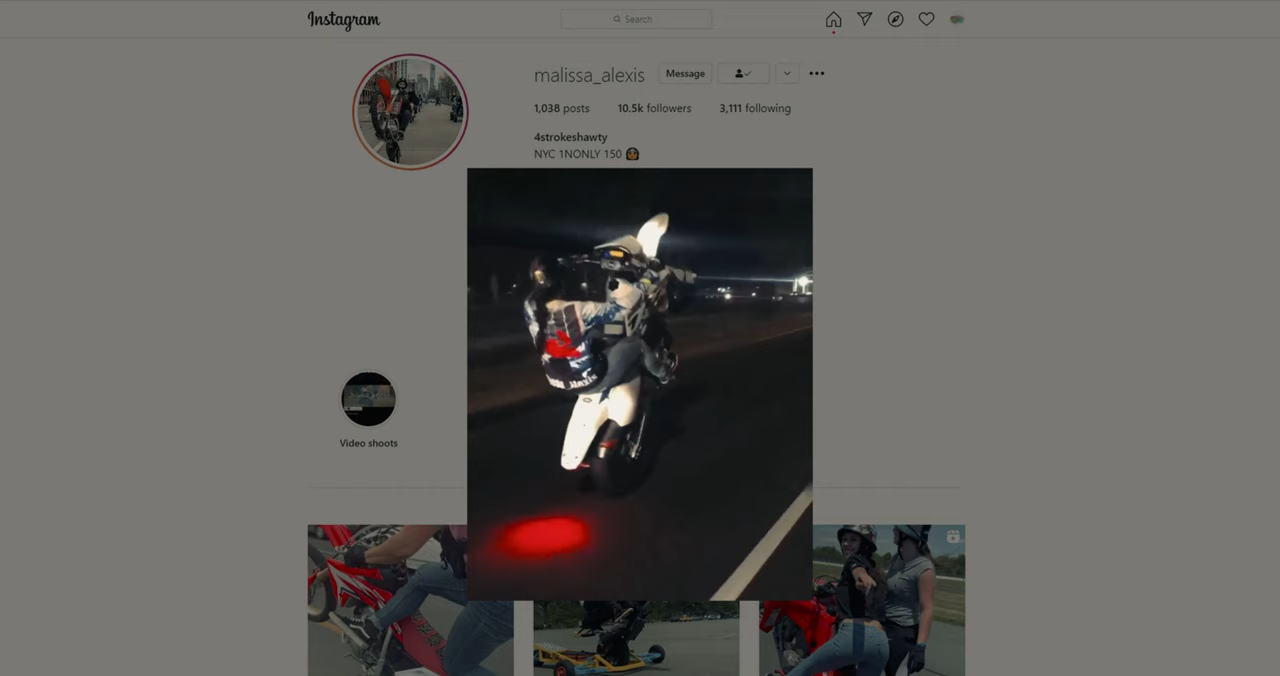 Instagram
Search
malissa_alexis
Message
1,038 posts 10.5k followers 3,111 following
4strokeshawty
NYC 1NONLY 150
Video shoots